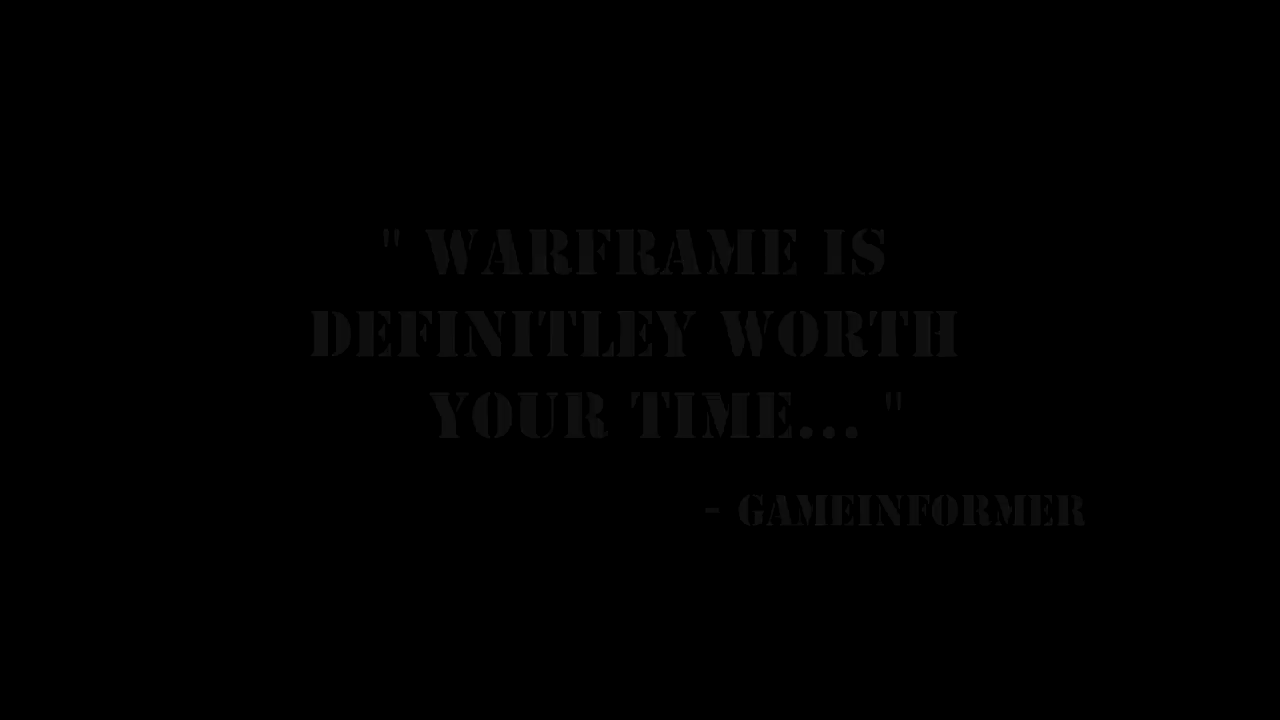 " WARFRAME IS
DEFINITLEY WORTH
YOUR TIME... "
- GAMEINFORMER